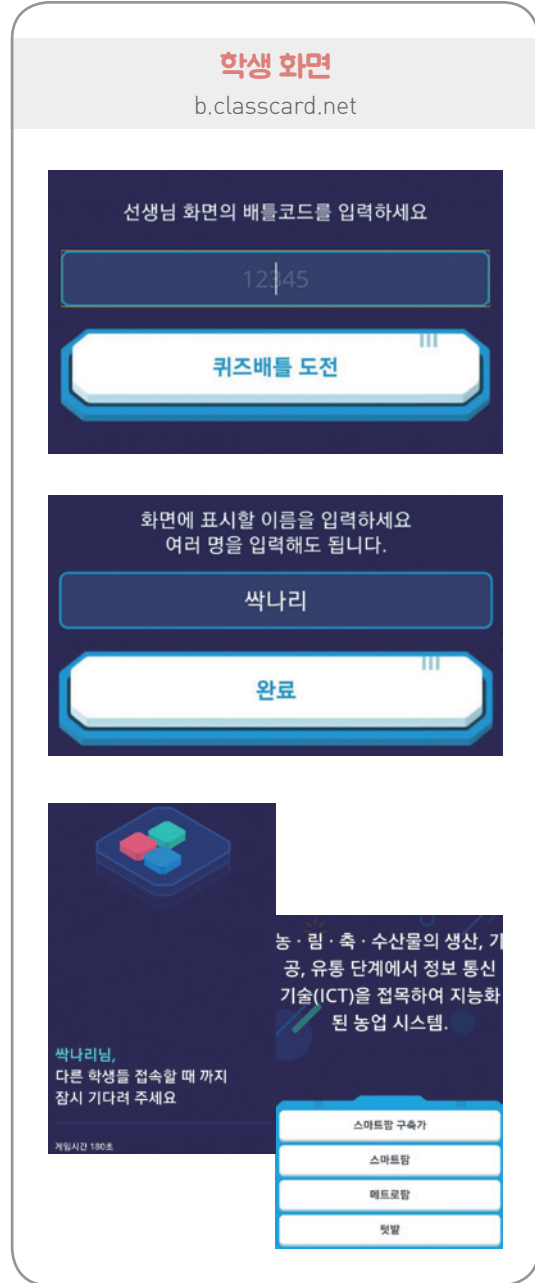 학생 화면
b.classcard.net
선생님 화면의 배틀코드를 입력하세요
12345
퀴즈배틀 도전
화면에 표시할 이름을 입력하세요
여러 명을 입력해도 됩니다.
싹나리
완료
싹나리님,
다른 학생들 접속할 때 까지
잠시 기다려 주세요
게임시간 180초
농·림·축·수산물의 생산, 가
공, 유통 단계에서 정보 통신
기술(ICT)을 접목하여 지능화
된 농업 시스템.
스마트팜 구축가
스마트팜
메트로팜
텃밭